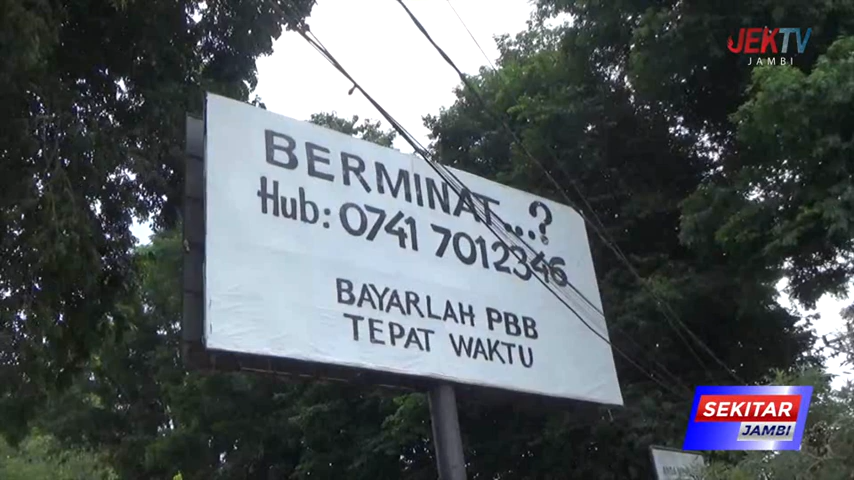 JEKTV
JAMBI
BERMINAT...?
Hub: 0741 7012346
BAYARLAH PBB
TEPAT WAKTU
SEKITAR
JAMBI